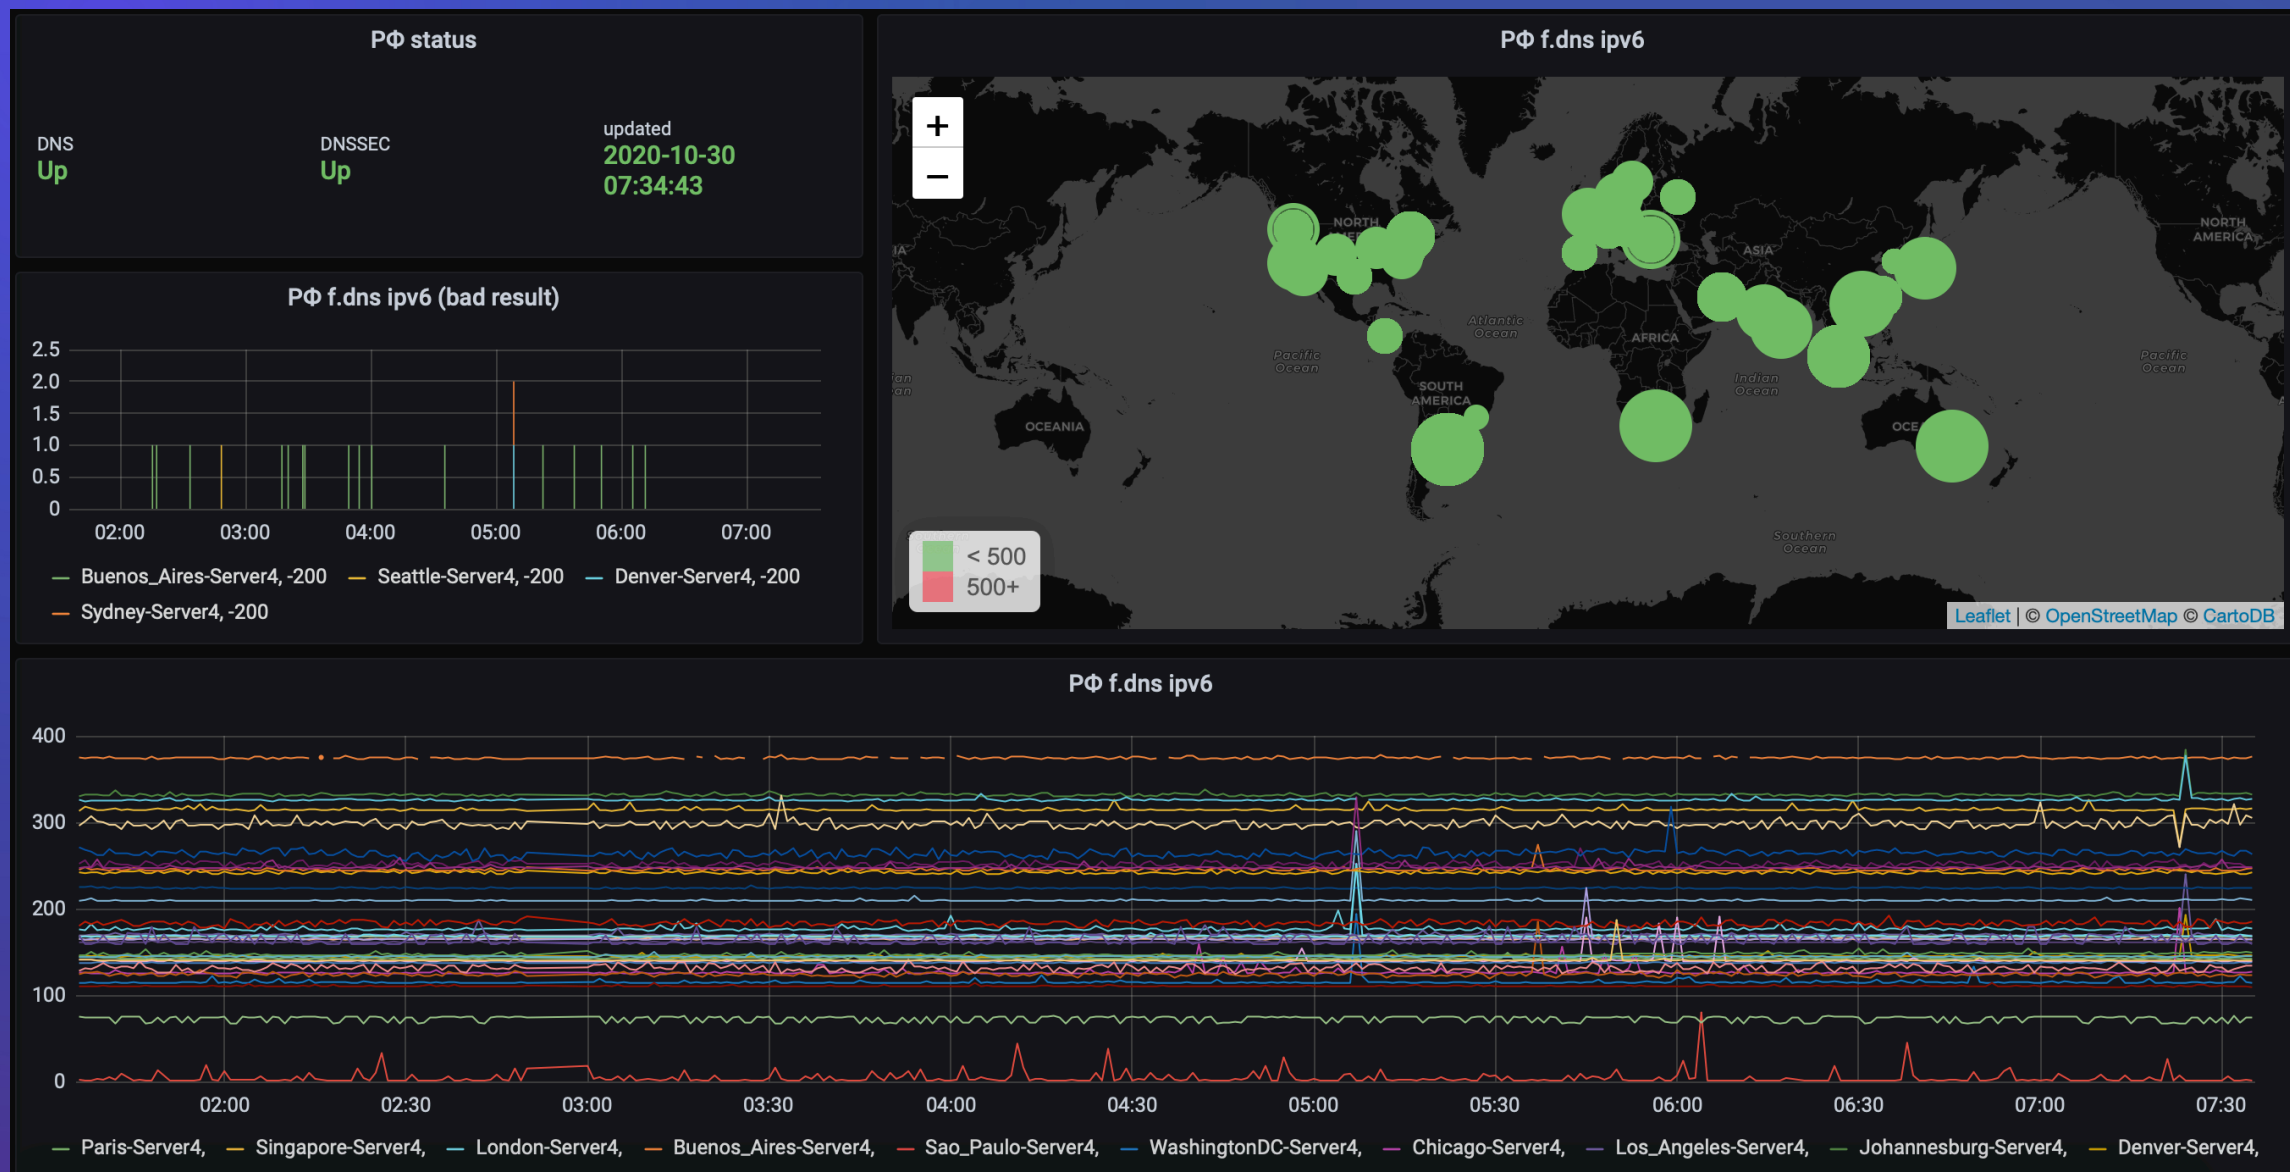 РФ status
DNS
Up
DNSSEC
Up
updated
2020-10-30
07:34:43
РФ f.dns ipv6 (bad result)
2.5
2.0
1.5
1.0
0.5
0
02:00 03:00 04:00 05:00 06:00 07:00
Buenos_Aires-Server4, -200 Seattle-Server4, -200 Denver-Server4, -200
Sydney-Server4, -200
РФ f.dns ipv6
+
−
NORTH
ASIA
Atlantic
Ocean
AFRICA
Pacific
Ocean
SOUTH
AMERICA
Indian
Ocean
OCEANIA
NORTH
AMERICA
Pacific
Ocean
Southern
Ocean
< 500
500+
Leaflet | © OpenStreetMap © CartoDB
РФ f.dns ipv6
400
300
200
100
0
02:00 02:30 03:00 03:30 04:00 04:30 05:00 05:30 06:00 06:30 07:00 07:30
Paris-Server4, Singapore-Server4, London-Server4, Buenos_Aires-Server4, Sao_Paulo-Server4, WashingtonDC-Server4, Chicago-Server4, Los_Angeles-Server4, Johannesburg-Server4, Denver-Server4,